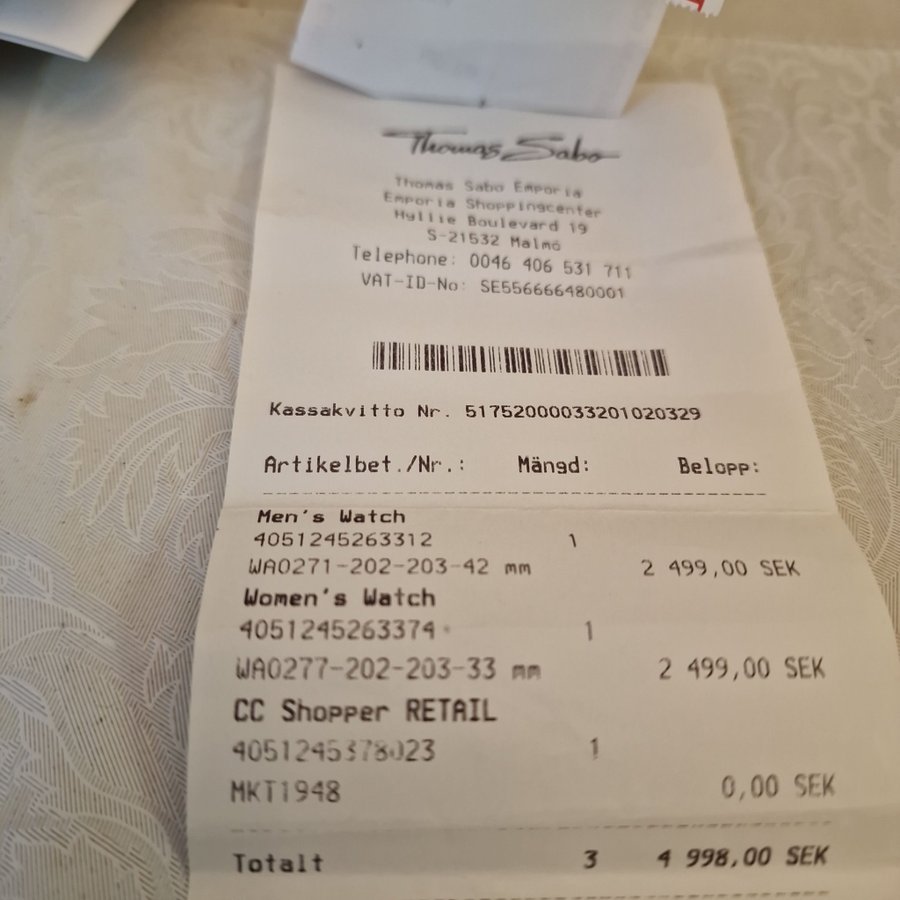 Thomas Sabo
Thomas Sabo Emporia
Emporia Shoppingcenter
Hyllie Boulevard 19
S-21532 Malmö
Telephone: 0046 406 531 711
VAT-ID-No: SE556666480001
Kassakvitto Nr. 51752000033201020329
Artikelbet./Nr.: Mängd: Belopp:
Men's Watch
4051245263312 1
WA0271-202-203-42 mm 2 499,00 SEK
Women's Watch
4051245263374 1
WA0277-202-203-33 mm 2 499,00 SEK
CC Shopper RETAIL
4051245378023 1
MKT1948 0,00 SEK
Totalt 3 4 998,00 SEK